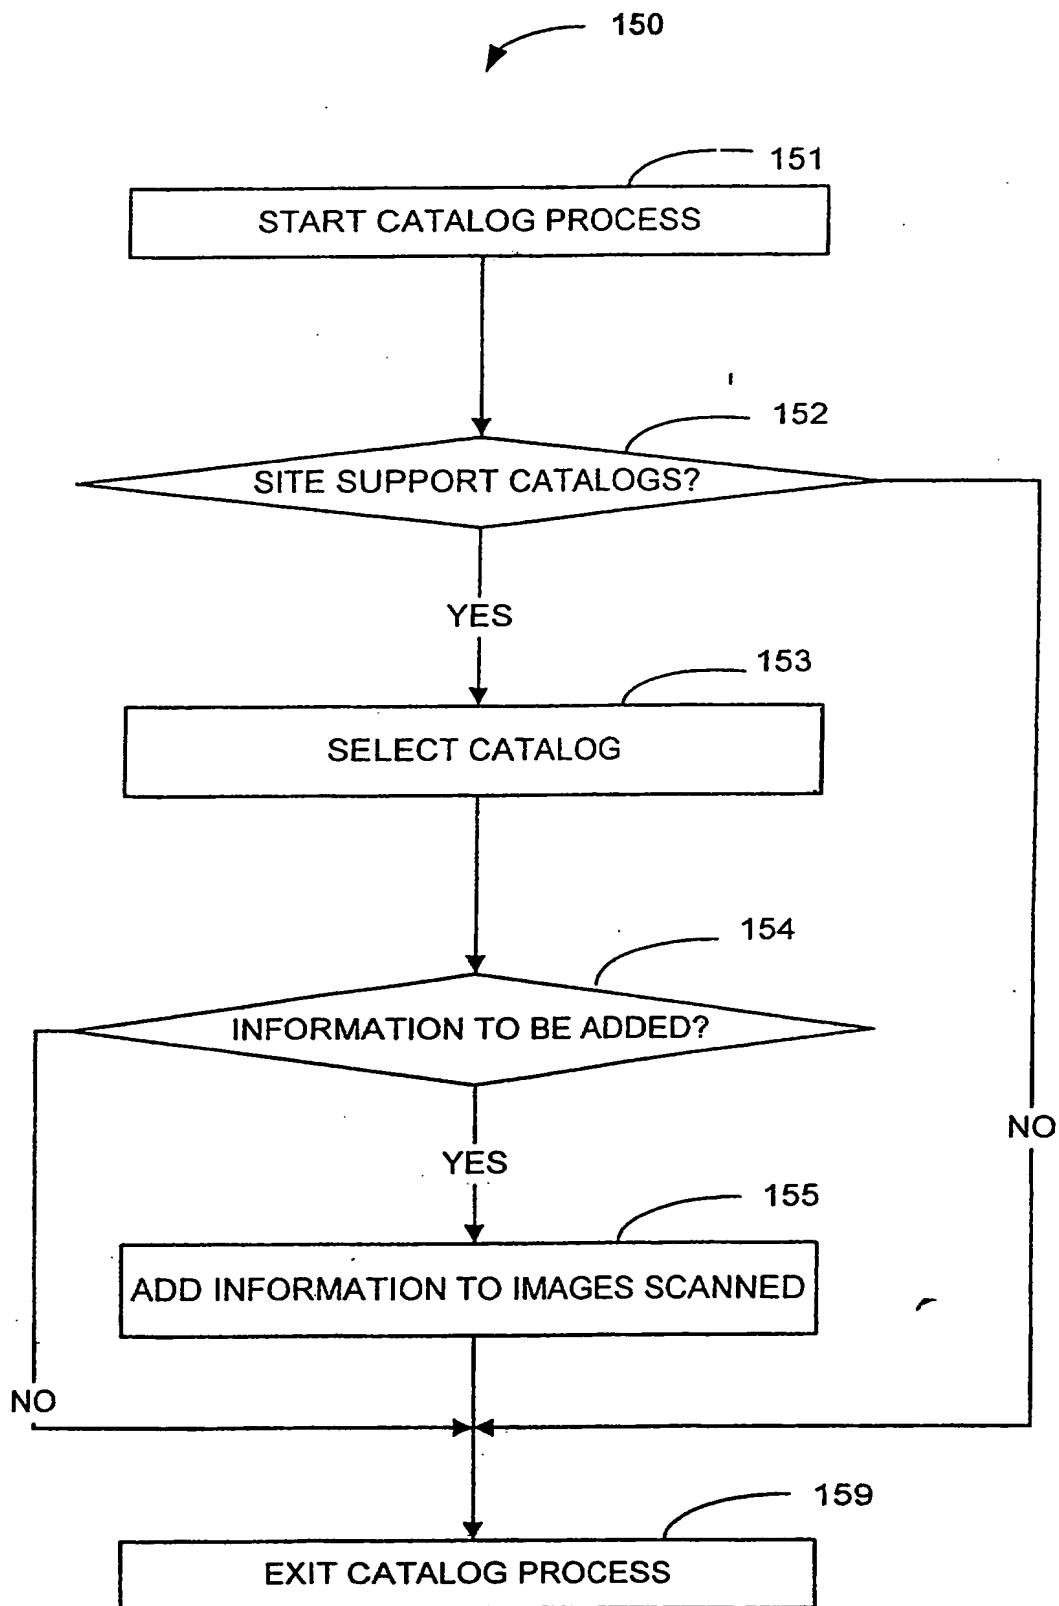 150
151
START CATALOG PROCESS
152
SITE SUPPORT CATALOGS?
YES
153
SELECT CATALOG
154
INFORMATION TO BE ADDED?
NO
YES
155
ADD INFORMATION TO IMAGES SCANNED
NO
159
EXIT CATALOG PROCESS